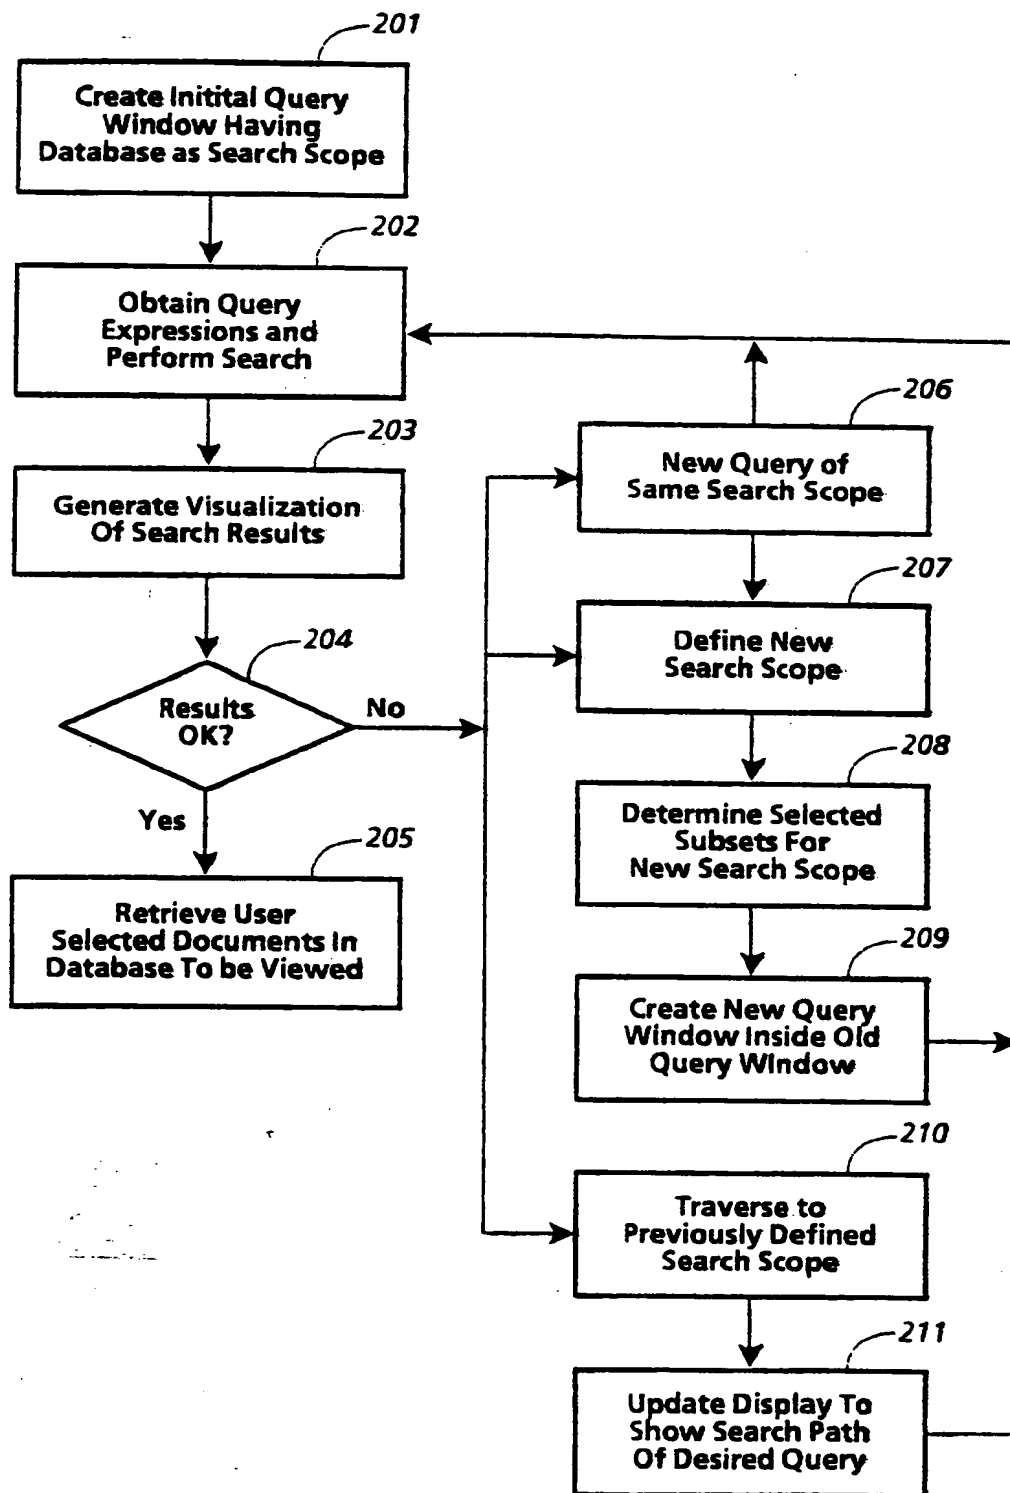 201
Create Initital Query
Window Having
Database as Search Scope
202
Obtain Query
Expressions and
Perform Search
203
Generate Visualization
Of Search Results
204
Results
OK?
No
Yes
205
Retrieve User
Selected Documents In
Database To be Viewed
206
New Query of
Same Search Scope
207
Define New
Search Scope
208
Determine Selected
Subsets For
New Search Scope
209
Create New Query
Window Inside Old
Query Window
210
Traverse to
Previously Defined
Search Scope
211
Update Display To
Show Search Path
Of Desired Query